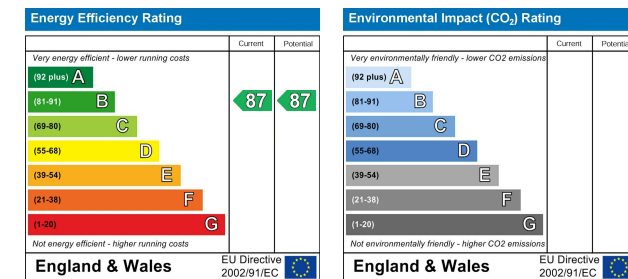 Energy Efficiency Rating
Current Potential
Very energy efficient - lower running costs
(92 plus) A
(81-91) B
87 87
(69-80) C
(55-68) D
(39-54) E
(21-38) F
(1-20) G
Not energy efficient - higher running costs
England & Wales
EU Directive
2002/91/EC
Environmental Impact (CO₂) Rating
Current Potentia
Very environmentally friendly - lower CO2 emissions
(92 plus) A
(81-91) B
(69-80) C
(55-68) D
(39-54) E
(21-38) F
(1-20) G
Not environmentally friendly - higher CO2 emissions
England & Wales
EU Directive
2002/91/EC